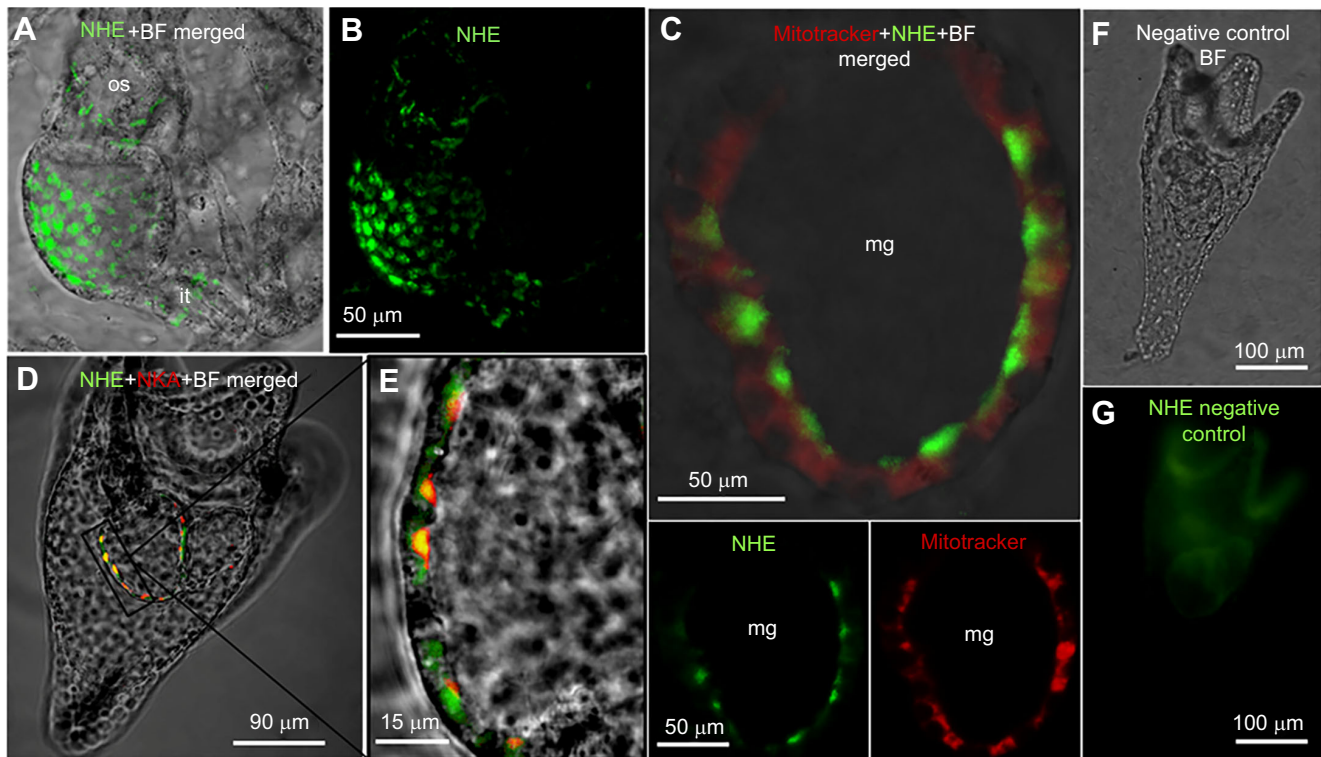 A
NHE+BF merged
os
it
B
NHE
50 μm
C
Mitotracker+NHE+BF
merged
mg
50 μm
NHE
mg
50 μm
Mitotracker
mg
D
NHE+NKA+BF merged
90 μm
E
15 μm
F
Negative control
BF
100 μm
G
NHE negative
control
100 μm